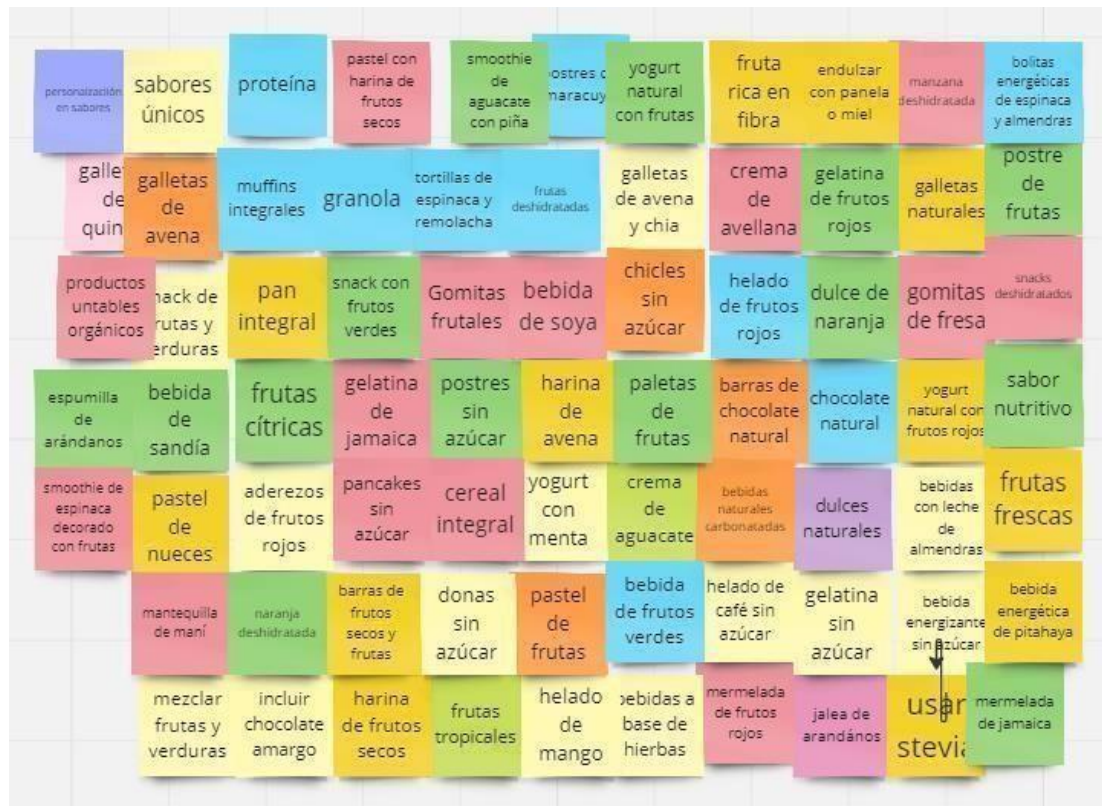 personaización
en sabores
sabores
únicos
proteína
pastel con
harina de
frutos
secos
smoothie
de
aguacate
con piña
yogurt
natural
con frutas
fruta
rica en
fibra
endulzar
con panela
o miel
manzana
deshidratada
bolitas
energéticas
de espinaca
y almendras
de
galletas
de
avena
muffins
integrales
granola
tortillas de
espinaca y
remolacha
frutas
deshidratadas
galletas
de avena
y chia
crema
de
avellana
gelatina
de frutos
rojos
galletas
naturales
postre
de
frutas
productos
untables
orgánicos
de
y
pan
integral
snack con
frutos
verdes
Gomitas
frutales
bebida
de soya
chicles
sin
azúcar
helado
de frutos
rojos
dulce de
naranja
gomitas
de fresa
snacks
deshidratados
espumilla
de
arándanos
bebida
de
sandía
frutas
cítricas
gelatina
de
jamaica
postres
sin
azúcar
harina
de
avena
paletas
de
frutas
barras de
chocolate
natural
chocolate
natural
yogurt
natural con
frutos rojos
sabor
nutritivo
smoothie de
espinaca
decorado
con frutas
pastel
de
nueces
aderezos
de frutos
rojos
pancakes
sin
azúcar
cereal
integral
yogurt
con
menta
crema
de
aguacate
bebidas
naturales
carbonatadas
dulces
naturales
bebidas
con leche
de
almendras
frutas
frescas
mantequilla
de maní
naranja
deshidratada
barras de
frutos
secos y
frutas
donas
sin
azúcar
pastel
de
frutas
bebida
de frutos
verdes
helado de
café sin
azúcar
gelatina
sin
azúcar
bebida
energizante
sin azúcar
bebida
energética
de pitahaya
mezclar
frutas y
verduras
incluir
chocolate
amargo
harina
de frutos
secos
frutas
tropicales
helado
de
mango
bebidas a
base de
hierbas
mermelada
de frutos
rojos
jalea de
arandános
usar
stevia
mermelada
de jamaica